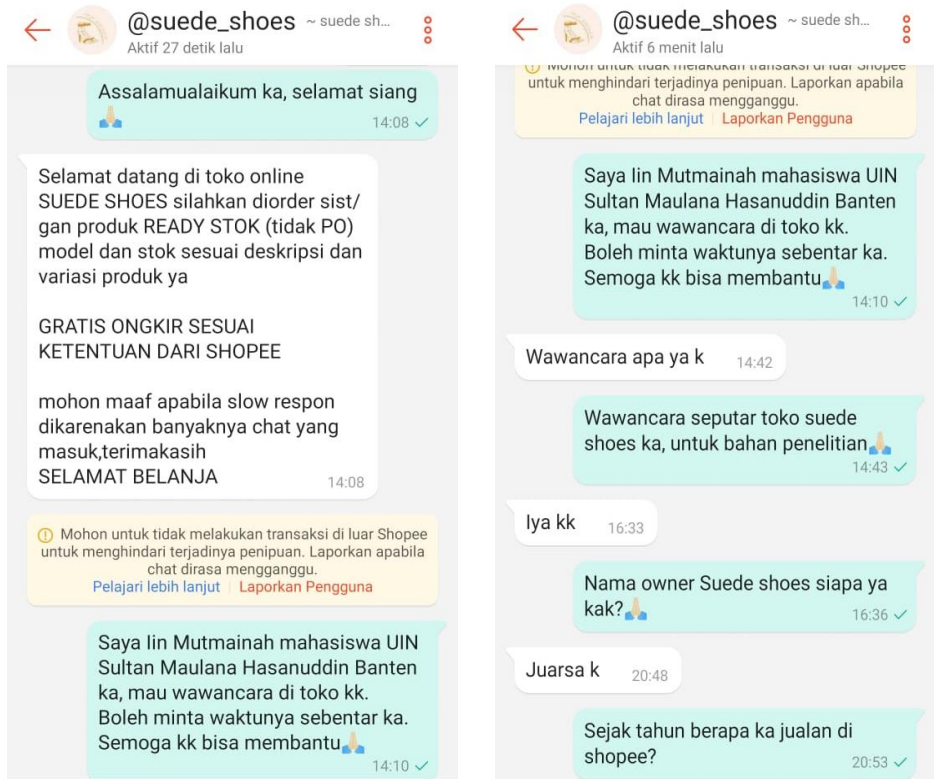 @suede_shoes ~ suede sh...
Aktif 27 detik lalu
Assalamualaikum ka, selamat siang
🙏🏻
14:08
Selamat datang di toko online
SUEDE SHOES silahkan diorder sist/
gan produk READY STOK (tidak PO)
model dan stok sesuai deskripsi dan
variasi produk ya
GRATIS ONGKIR SESUAI
KETENTUAN DARI SHOPEE
mohon maaf apabila slow respon
dikarenakan banyaknya chat yang
masuk,terimakasih
SELAMAT BELANJA
14:08
Mohon untuk tidak melakukan transaksi di luar Shopee
untuk menghindari terjadinya penipuan. Laporkan apabila
chat dirasa mengganggu.
Pelajari lebih lanjut | Laporkan Pengguna
Saya Iin Mutmainah mahasiswa UIN
Sultan Maulana Hasanuddin Banten
ka, mau wawancara di toko kk.
Boleh minta waktunya sebentar ka.
Semoga kk bisa membantu🙏🏻
14:10
@suede_shoes ~ suede sh...
Aktif 6 menit lalu
Mohon untuk tidak melakukan transaksi di luar Shopee
untuk menghindari terjadinya penipuan. Laporkan apabila
chat dirasa mengganggu.
Pelajari lebih lanjut | Laporkan Pengguna
Saya Iin Mutmainah mahasiswa UIN
Sultan Maulana Hasanuddin Banten
ka, mau wawancara di toko kk.
Boleh minta waktunya sebentar ka.
Semoga kk bisa membantu🙏🏻
14:10
Wawancara apa ya k
14:42
Wawancara seputar toko suede
shoes ka, untuk bahan penelitian🙏🏻
14:43
Iya kk
16:33
Nama owner Suede shoes siapa ya
kak?🙏🏻
16:36
Juarsa k
20:48
Sejak tahun berapa ka jualan di
shopee?
20:53